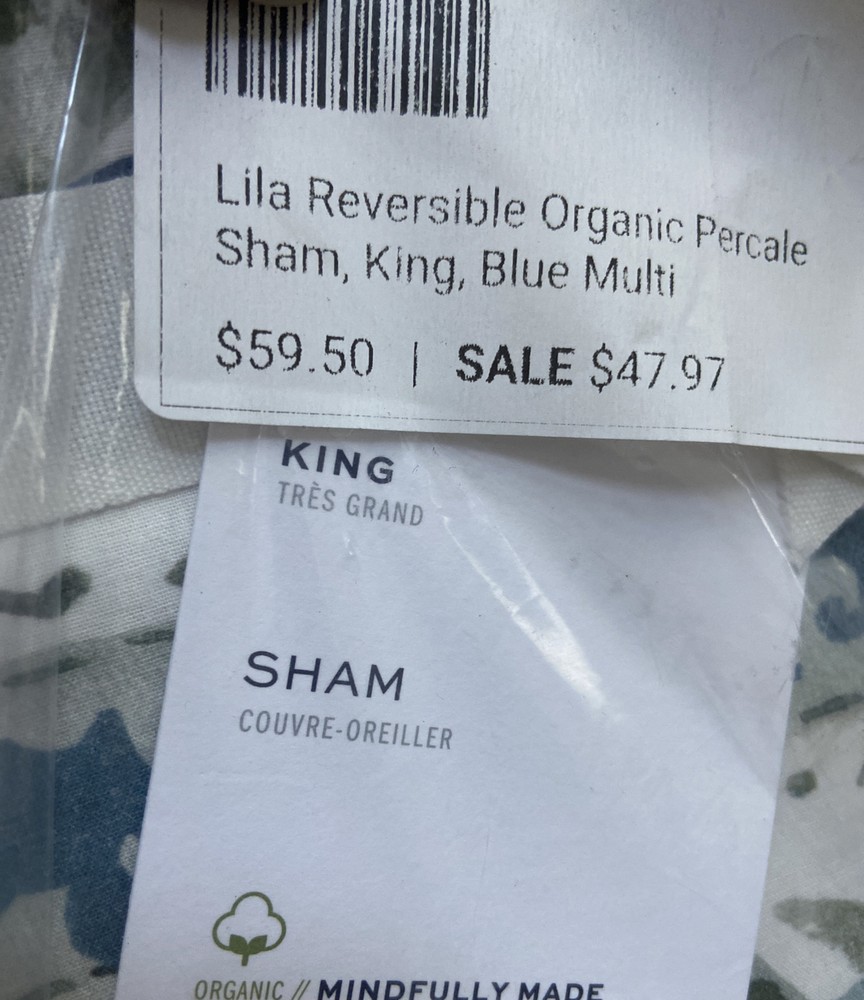 Lila Reversible Organic Percale
Sham, King, Blue Multi
$59.50 | SALE $47.97
KING
TRÈS GRAND
SHAM
COUVRE-OREILLER
ORGANIC // MINDFULLY MADE